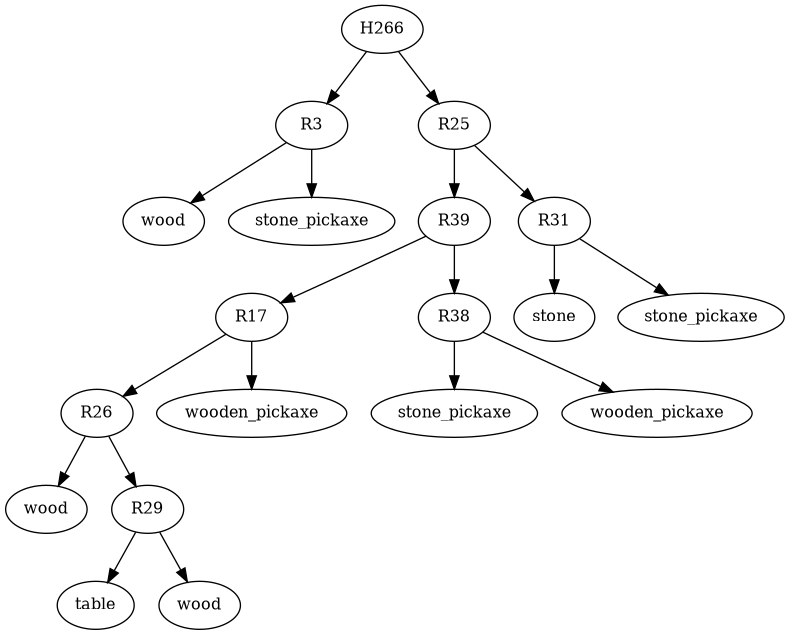 H266
R3
R25
wood
stone_pickaxe
R39
R31
R17
R38
stone
stone_pickaxe
R26
wooden_pickaxe
stone_pickaxe
wooden_pickaxe
wood
R29
table
wood